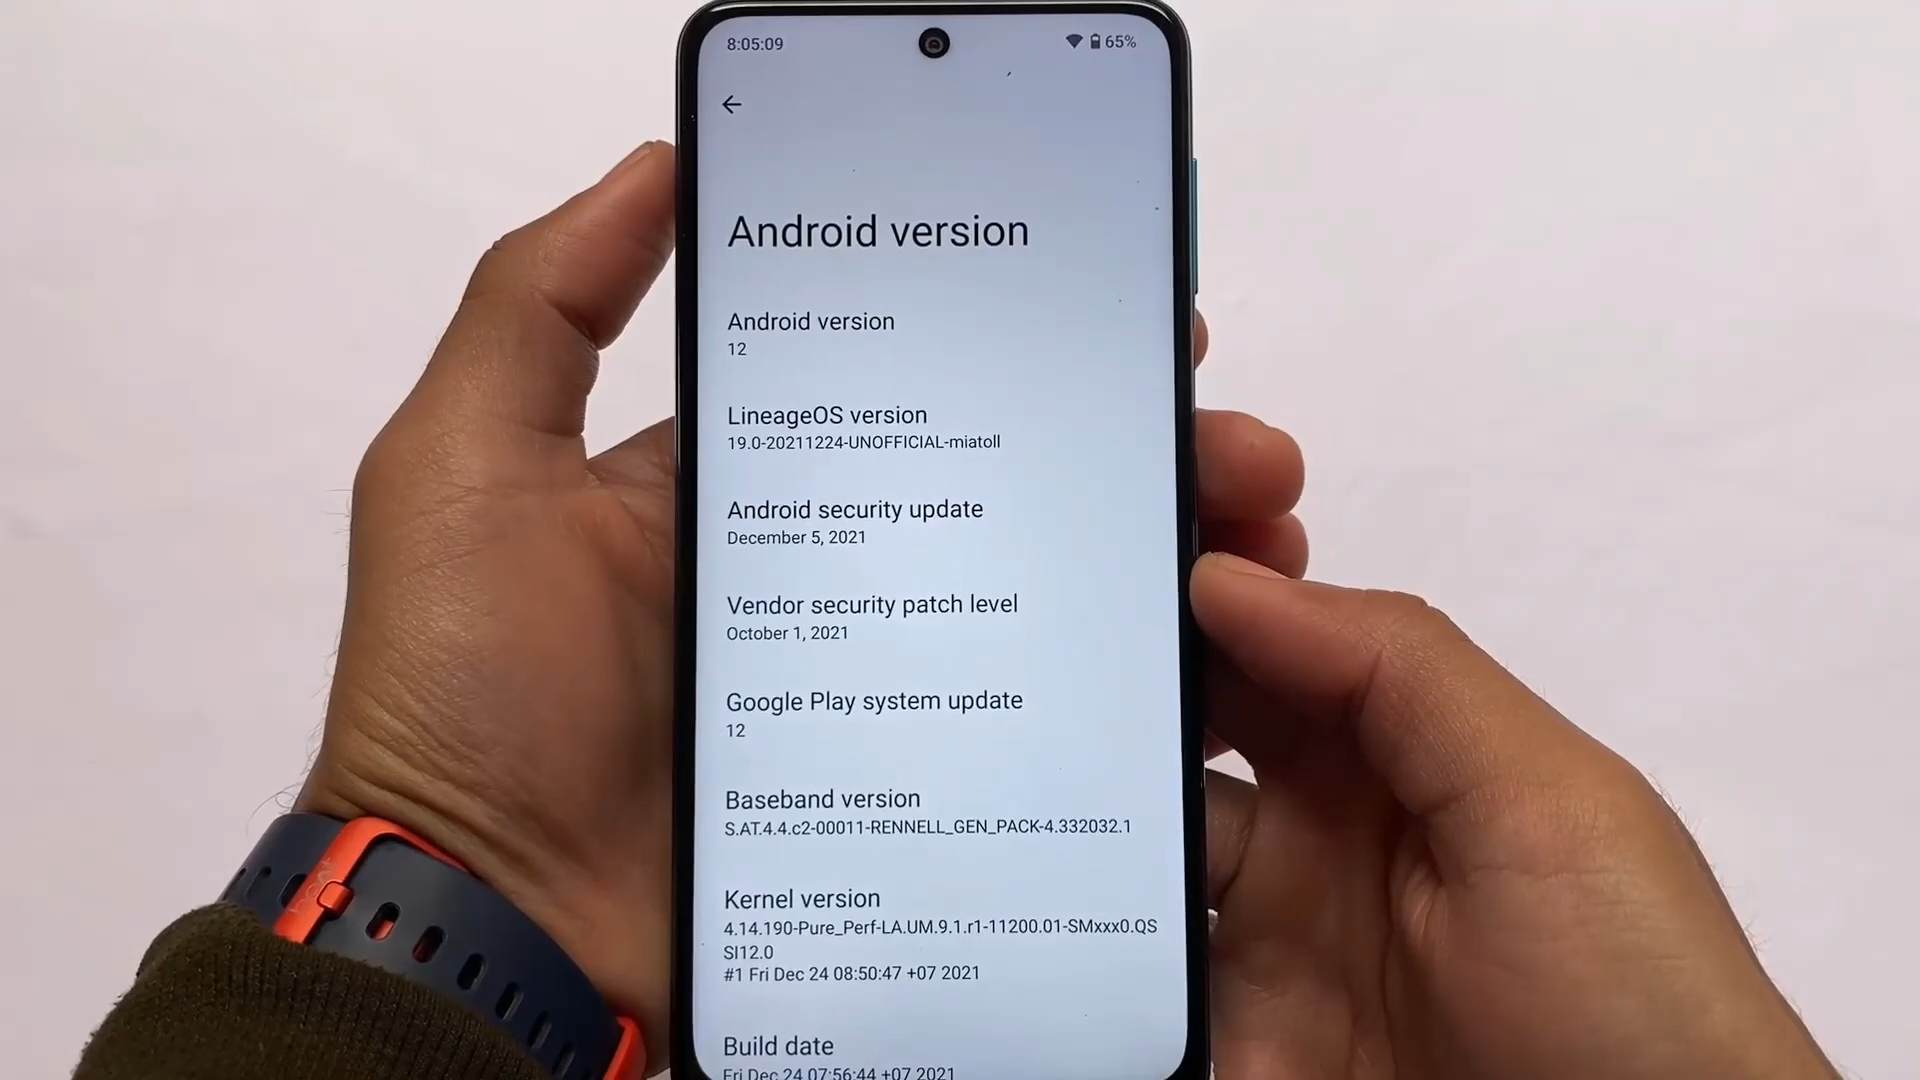 8:05:09
65%
Android version
Android version
12
LineageOS version
19.0-20211224-UNOFFICIAL-miatoll
Android security update
December 5, 2021
Vendor security patch level
October 1, 2021
Google Play system update
12
Baseband version
S.AT.4.4.c2-00011-RENNELL_GEN_PACK-4.332032.1
Kernel version
4.14.190-Pure_Perf-LA.UM.9.1.r1-11200.01-SMxxx0.QS
SI12.0
#1 Fri Dec 24 08:50:47 +07 2021
Build date
Fri Dec 24 07:56:44 +07 2021